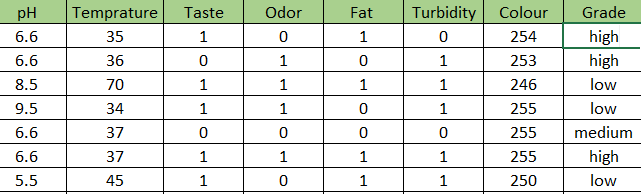 pH Temprature Taste Odor Fat Turbidity Colour Grade
6.6 35 1 0 1 0 254 high
6.6 36 0 1 0 1 253 high
8.5 70 1 1 1 1 246 low
9.5 34 1 1 0 1 255 low
6.6 37 0 0 0 0 255 medium
6.6 37 1 1 1 1 255 high
5.5 45 1 0 1 1 250 low